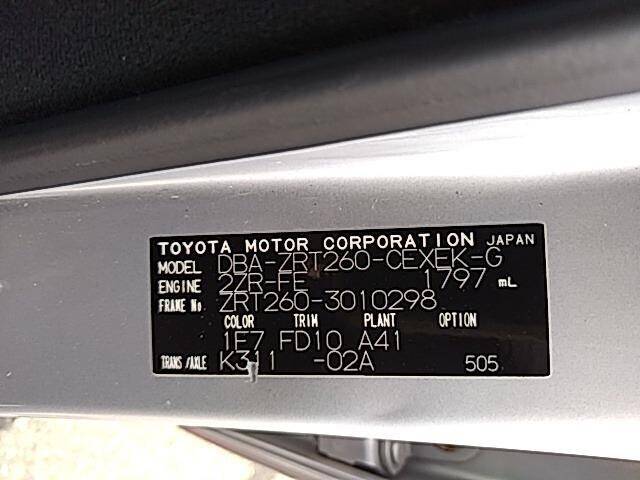 TOYOTA MOTOR CORPORATION JAPAN
MODEL DBA-ZRT260-CEXEK-G
ENGINE 2ZR-FE 1797 mL
FRAME No ZRT260-3010298
COLOR TRIM PLANT OPTION
1F7 FD10 A41
TRANS/AXLE K311 -02A 505